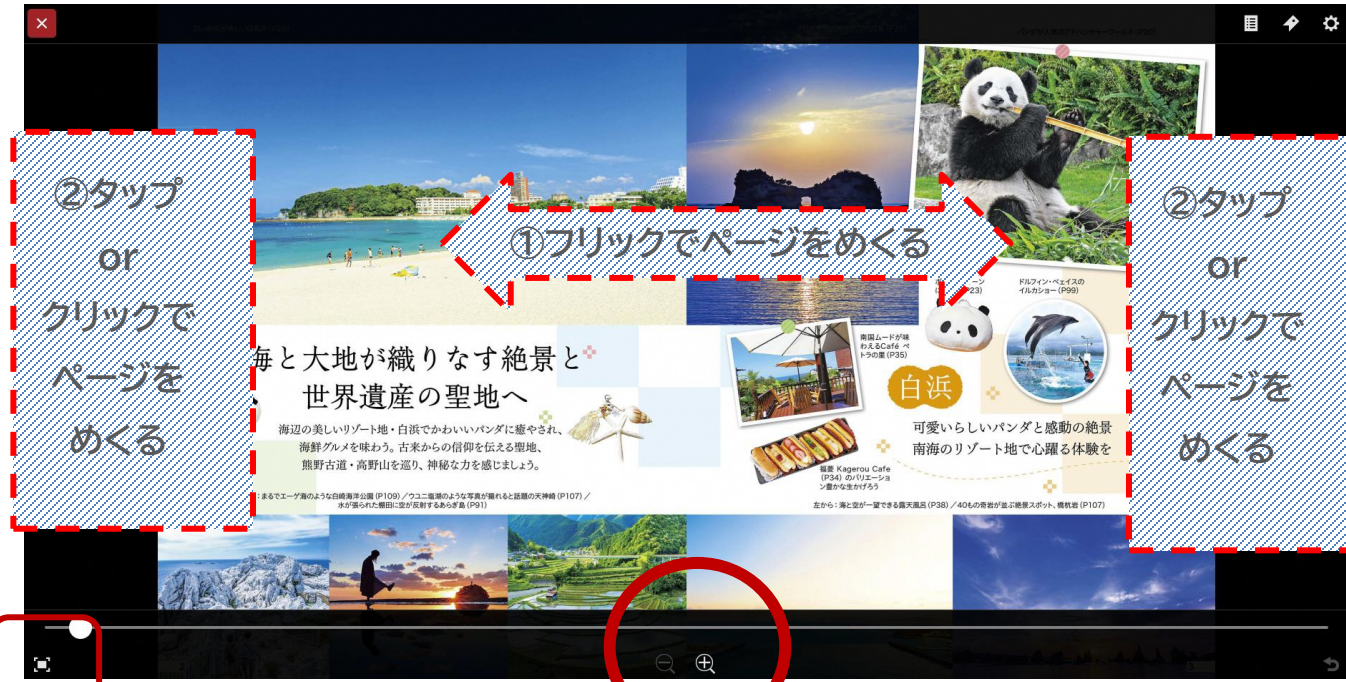 ②タップ
or
クリックで
ページを
めくる
①フリックでページをめくる
②タップ
or
クリックで
ページを
めくる
ドルフィン・ベェイスの
イルカショー(P99)
南国ムードが味
わえるCafé ペ
トラの里(P35)
海と大地が織りなす絶景と
世界遺産の聖地へ
海辺の美しいリゾート地・白浜でかわいいパンダに癒やされ、
海鮮グルメを味わう。古来からの信仰を伝える聖地、
熊野古道・高野山を巡り、神秘な力を感じましょう。
:まるでエーゲ海のような白崎海洋公園(P109)/ウユニ塩湖のような写真が撮れると話題の天神崎(P107)/
水が張られた棚田に空が反射するあらぎ島(P91)
白浜
可愛いらしいパンダと感動の絶景
南海のリゾート地で心躍る体験を
福菱 Kagerou Cafe
(P34) のバリエーショ
ン豊かな生かげろう
左から:海と空が一望できる露天風呂(P38)/40もの奇岩が並ぶ絶景スポット、橋杭岩(P107)